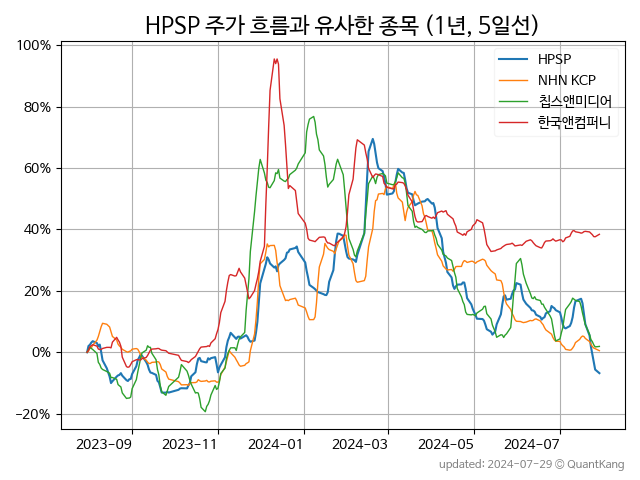 HPSP 주가 흐름과 유사한 종목 (1년, 5일선)
HPSP
NHN KCP
칩스앤미디어
한국앤컴퍼니
100%
80%
60%
40%
20%
0%
−20%
2023-09
2023-11
2024-01
2024-03
2024-05
2024-07
updated: 2024-07-29 © QuantKang